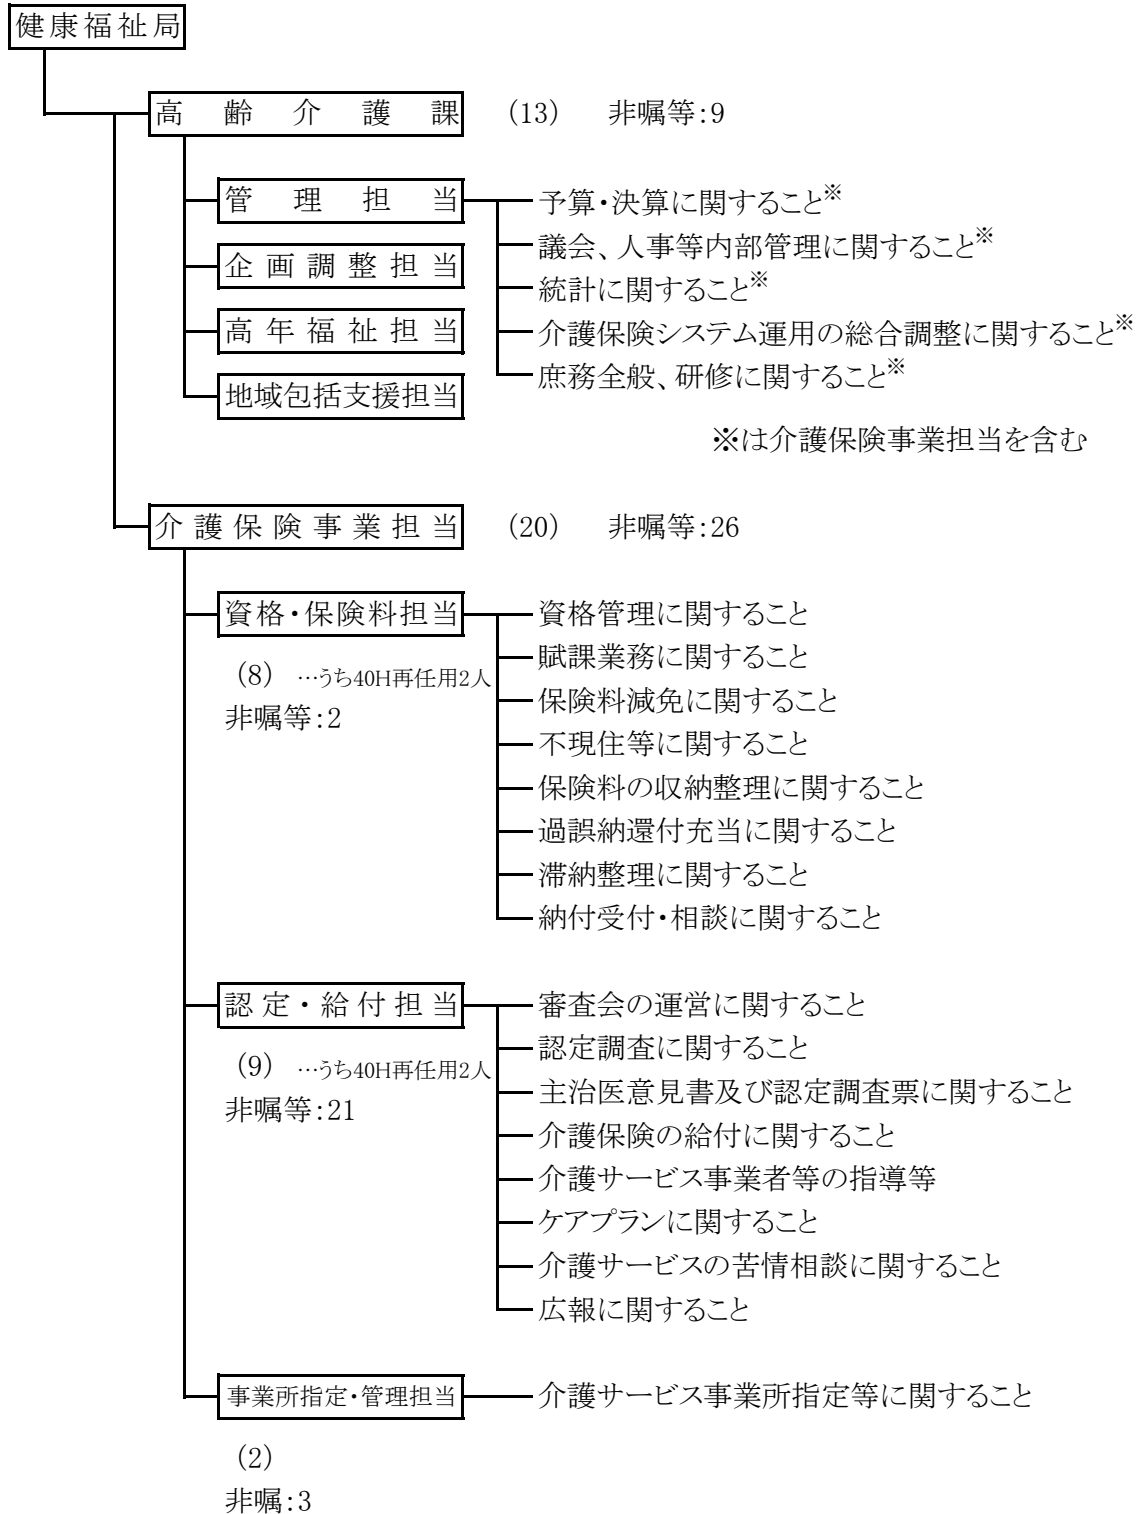 健康福祉局
高齢介護課 (13) 非嘱等:9
管理担当
予算・決算に関すること※
議会、人事等内部管理に関すること※
企画調整担当
統計に関すること※
高年福祉担当
介護保険システム運用の総合調整に関すること※
庶務全般、研修に関すること※
地域包括支援担当
※は介護保険事業担当を含む
介護保険事業担当 (20) 非嘱等:26
資格・保険料担当
資格管理に関すること
賦課業務に関すること
(8) …うち40H再任用2人
保険料減免に関すること
非嘱等:2
不現住等に関すること
保険料の収納整理に関すること
過誤納還付充当に関すること
滞納整理に関すること
納付受付・相談に関すること
認定・給付担当
審査会の運営に関すること
認定調査に関すること
(9) …うち40H再任用2人
主治医意見書及び認定調査票に関すること
非嘱等:21
介護保険の給付に関すること
介護サービス事業者等の指導等
ケアプランに関すること
介護サービスの苦情相談に関すること
広報に関すること
事業所指定・管理担当
介護サービス事業所指定等に関すること
(2)
非嘱:3